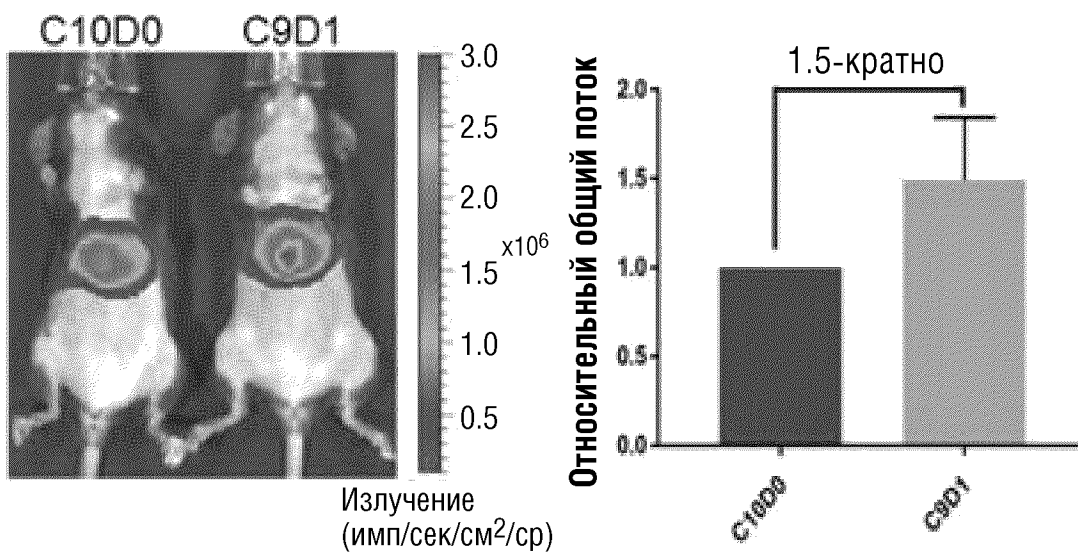 C10D0
C9D1
3.0
2.5
2.0
x10⁶
1.5
1.0
0.5
Излучение
(имп/сек/см²/ср)
Относительный общий поток
1.5-кратно
2.0
1.5
1.0
0.5
0.0
C10D0
C9D1